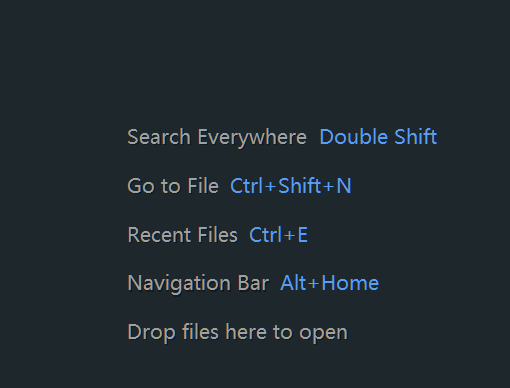 Search Everywhere Double Shift
Go to File Ctrl+Shift+N
Recent Files Ctrl+E
Navigation Bar Alt+Home
Drop files here to open